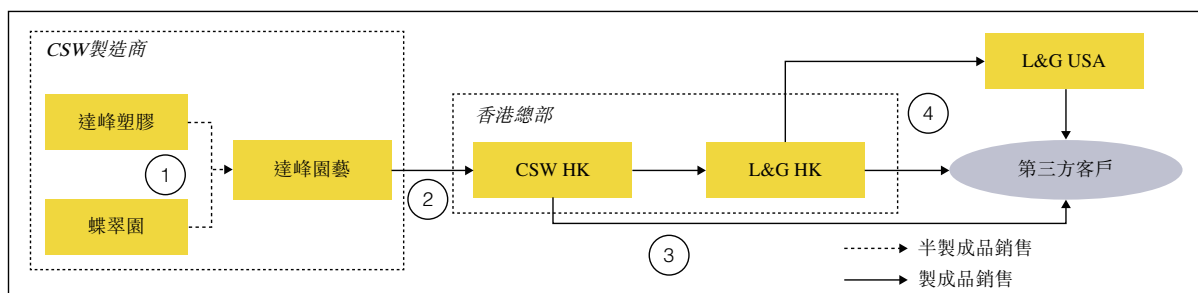 CSW製造商
達峰塑膠
蝶翠園
1
達峰園藝
2
香港總部
CSW HK
L&G HK
3
4
L&G USA
第三方客戶
半製成品銷售
製成品銷售